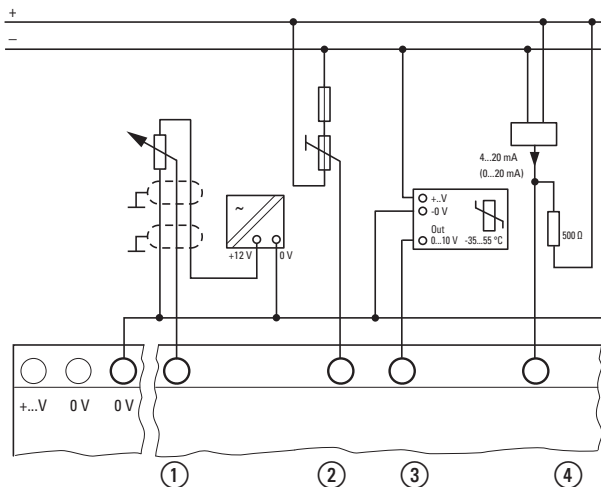 +
−
4...20 mA
(0...20 mA)
~
+12 V
0 V
+..V
-0 V
Out
0...10 V
-35...55 °C
500 Ω
+...V
0 V
0 V
1
2
3
4